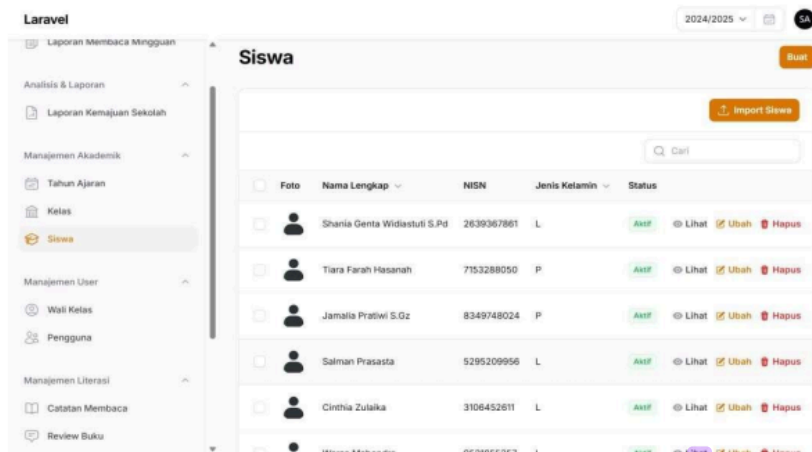 Laravel
2024/2025
SA
Laporan Membaca Mingguan
Analisis & Laporan
Laporan Kemajuan Sekolah
Manajemen Akademik
Tahun Ajaran
Kelas
Siswa
Manajemen User
Wali Kelas
Pengguna
Manajemen Literasi
Catatan Membaca
Review Buku
Siswa
Buat
Import Siswa
Cari
Foto Nama Lengkap NISN Jenis Kelamin Status
Shania Genta Widiastuti S.Pd 2639367861 L Aktif Lihat Ubah Hapus
Tiara Farah Hasanah 7153288050 P Aktif Lihat Ubah Hapus
Jamalia Pratiwi S.Gz 8349748024 P Aktif Lihat Ubah Hapus
Salman Prasasta 5295209956 L Aktif Lihat Ubah Hapus
Cinthia Zulaika 3106452611 L Aktif Lihat Ubah Hapus